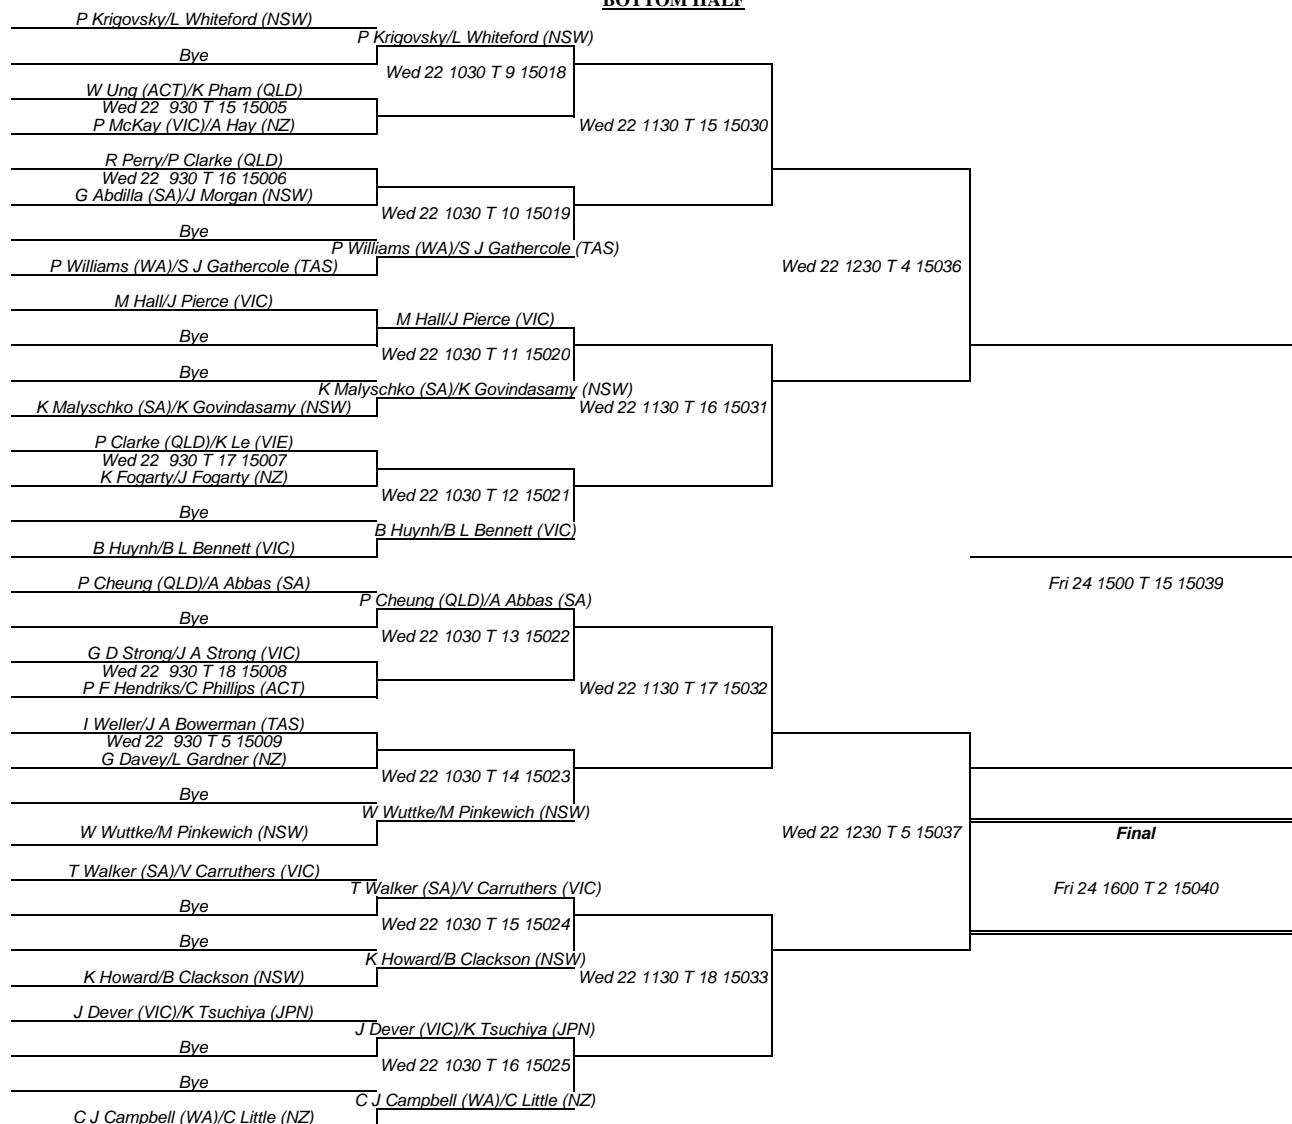 BOTTOM HALF
P Krigovsky/L Whiteford (NSW)
P Krigovsky/L Whiteford (NSW)
Bye
Wed 22 1030 T 9 15018
W Ung (ACT)/K Pham (QLD)
Wed 22 930 T 15 15005
P McKay (VIC)/A Hay (NZ)
Wed 22 1130 T 15 15030
R Perry/P Clarke (QLD)
Wed 22 930 T 16 15006
G Abdilla (SA)/J Morgan (NSW)
Wed 22 1030 T 10 15019
Bye
P Williams (WA)/S J Gathercole (TAS)
P Williams (WA)/S J Gathercole (TAS)
Wed 22 1230 T 4 15036
M Hall/J Pierce (VIC)
M Hall/J Pierce (VIC)
Bye
Wed 22 1030 T 11 15020
Bye
K Malyschko (SA)/K Govindasamy (NSW)
K Malyschko (SA)/K Govindasamy (NSW)
Wed 22 1130 T 16 15031
P Clarke (QLD)/K Le (VIE)
Wed 22 930 T 17 15007
K Fogarty/J Fogarty (NZ)
Wed 22 1030 T 12 15021
Bye
B Huynh/B L Bennett (VIC)
B Huynh/B L Bennett (VIC)
P Cheung (QLD)/A Abbas (SA)
Fri 24 1500 T 15 15039
P Cheung (QLD)/A Abbas (SA)
Bye
Wed 22 1030 T 13 15022
G D Strong/J A Strong (VIC)
Wed 22 930 T 18 15008
P F Hendriks/C Phillips (ACT)
Wed 22 1130 T 17 15032
I Weller/J A Bowerman (TAS)
Wed 22 930 T 5 15009
G Davey/L Gardner (NZ)
Wed 22 1030 T 14 15023
Bye
W Wuttke/M Pinkewich (NSW)
W Wuttke/M Pinkewich (NSW)
Wed 22 1230 T 5 15037
Final
T Walker (SA)/V Carruthers (VIC)
T Walker (SA)/V Carruthers (VIC)
Fri 24 1600 T 2 15040
Bye
Wed 22 1030 T 15 15024
Bye
K Howard/B Clackson (NSW)
K Howard/B Clackson (NSW)
Wed 22 1130 T 18 15033
J Dever (VIC)/K Tsuchiya (JPN)
J Dever (VIC)/K Tsuchiya (JPN)
Bye
Wed 22 1030 T 16 15025
Bye
C J Campbell (WA)/C Little (NZ)
C J Campbell (WA)/C Little (NZ)